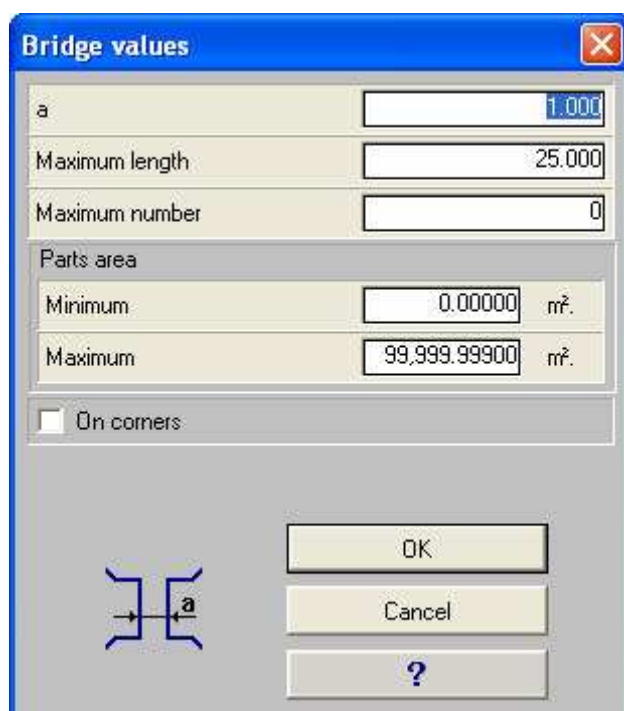 Bridge values
a 1.000
Maximum length 25.000
Maximum number 0
Parts area
Minimum 0.00000 m².
Maximum 99,999.99900 m².
On corners
OK
a
Cancel
?